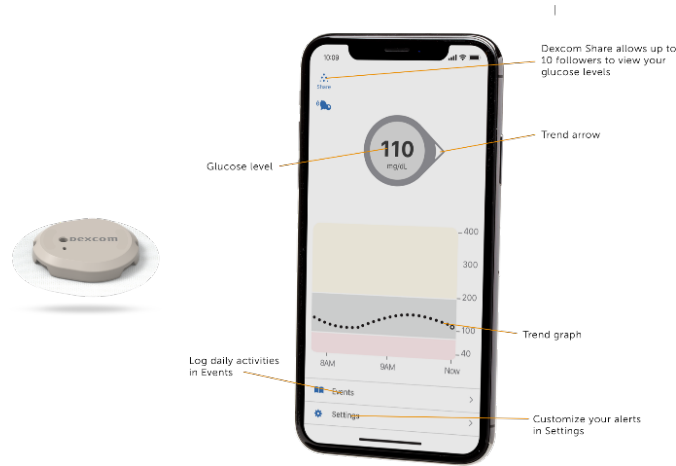 Dexcom Share allows up to
10 followers to view your
glucose levels
10:09
Share
Trend arrow
110
mg/dL
Glucose level
DEXCOM
400
300
200
100
40
Trend graph
8AM
9AM
Now
Log daily activities
in Events
Events
Settings
Customize your alerts
in Settings